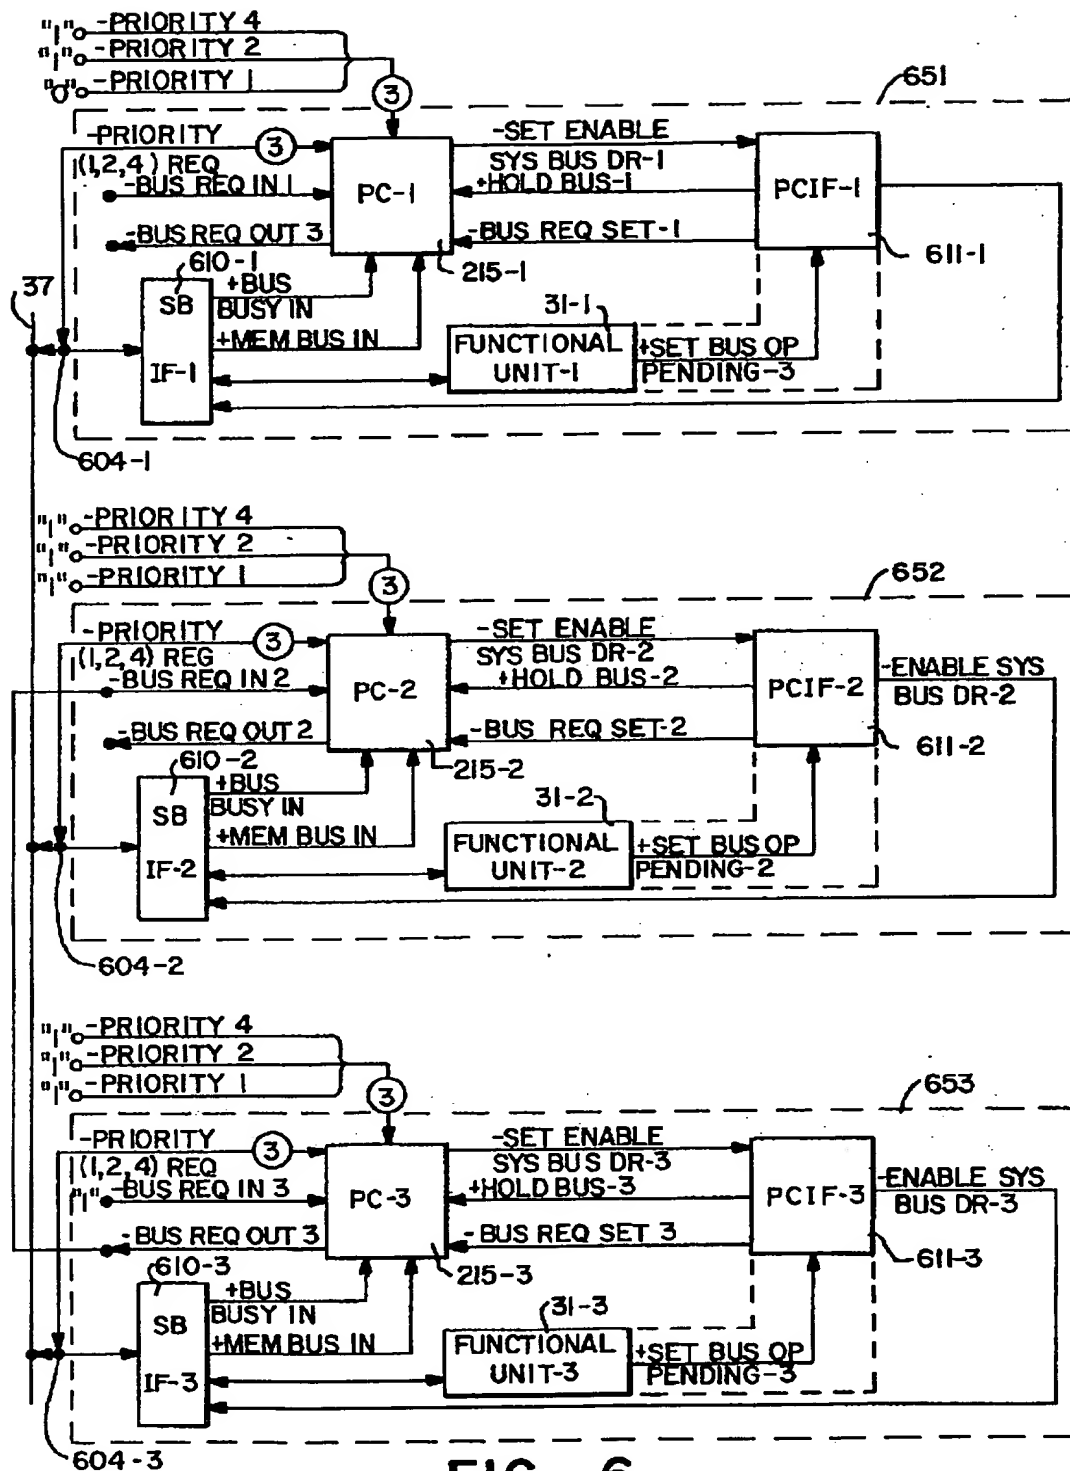 "1" -PRIORITY 4
"1" -PRIORITY 2
"0" -PRIORITY 1
3
651
-PRIORITY
(1,2,4) REQ
3
-BUS REQ IN 1
-BUS REQ OUT 3
PC-1
215-1
-SET ENABLE
SYS BUS DR-1
+HOLD BUS-1
-BUS REQ SET-1
PCIF-1
611-1
37
610-1
SB
IF-1
+BUS
BUSY IN
+MEM BUS IN
31-1
FUNCTIONAL
UNIT-1
+SET BUS OP
PENDING-3
604-1
"1" -PRIORITY 4
"1" -PRIORITY 2
"1" -PRIORITY 1
3
652
-PRIORITY
(1,2,4) REG
3
-BUS REQ IN 2
-BUS REQ OUT 2
PC-2
215-2
-SET ENABLE
SYS BUS DR-2
+HOLD BUS-2
-BUS REQ SET-2
PCIF-2
611-2
-ENABLE SYS
BUS DR-2
610-2
SB
IF-2
+BUS
BUSY IN
+MEM BUS IN
31-2
FUNCTIONAL
UNIT-2
+SET BUS OP
PENDING-2
604-2
"1" -PRIORITY 4
"1" -PRIORITY 2
"1" -PRIORITY 1
3
653
-PRIORITY
(1,2,4) REQ
3
"1" -BUS REQ IN 3
-BUS REQ OUT 3
PC-3
215-3
-SET ENABLE
SYS BUS DR-3
+HOLD BUS-3
-BUS REQ SET 3
PCIF-3
611-3
-ENABLE SYS
BUS DR-3
610-3
SB
IF-3
+BUS
BUSY IN
+MEM BUS IN
31-3
FUNCTIONAL
UNIT-3
+SET BUS OP
PENDING-3
604-3
FIG. 6